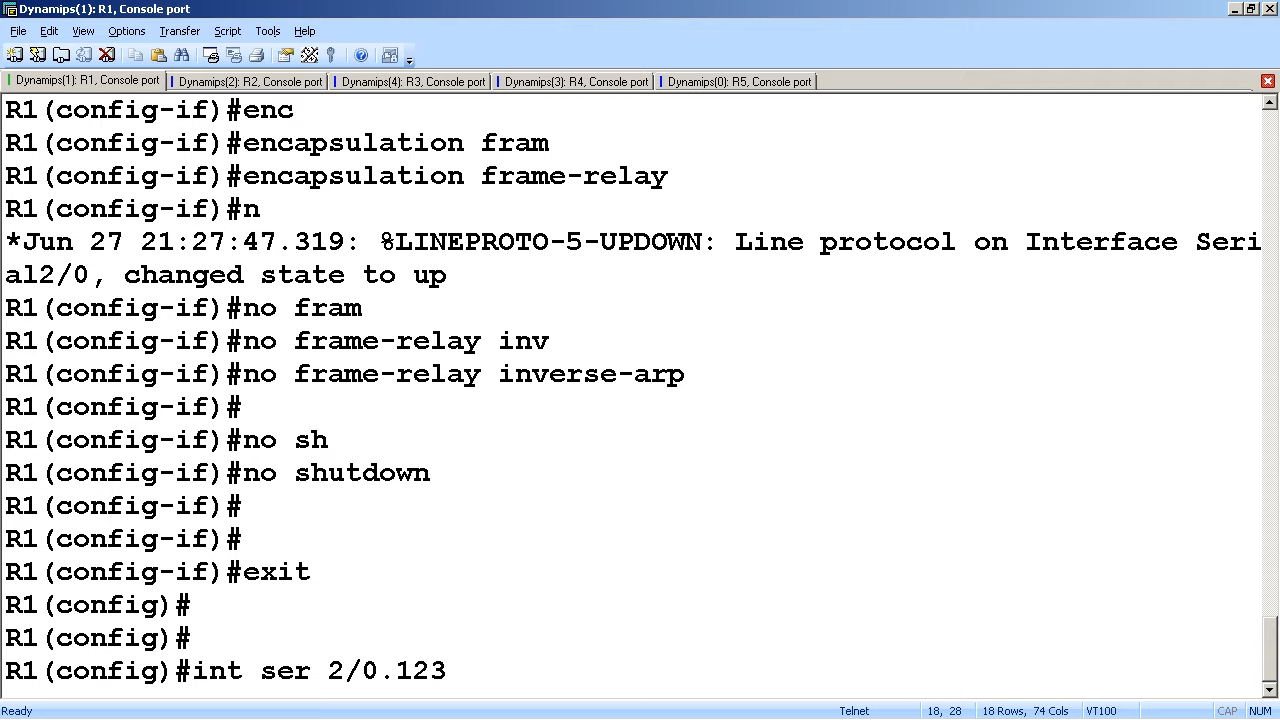 Dynamips(1): R1, Console port
File Edit View Options Transfer Script Tools Help
Dynamips(1): R1, Console port Dynamips(2): R2, Console port Dynamips(4): R3, Console port Dynamips(3): R4, Console port Dynamips(0): R5, Console port
R1(config-if)#enc
R1(config-if)#encapsulation fram
R1(config-if)#encapsulation frame-relay
R1(config-if)#n
*Jun 27 21:27:47.319: %LINEPROTO-5-UPDOWN: Line protocol on Interface Seri
al2/0, changed state to up
R1(config-if)#no fram
R1(config-if)#no frame-relay inv
R1(config-if)#no frame-relay inverse-arp
R1(config-if)#
R1(config-if)#no sh
R1(config-if)#no shutdown
R1(config-if)#
R1(config-if)#
R1(config-if)#exit
R1(config)#
R1(config)#
R1(config)#int ser 2/0.123
Ready Telnet 18, 28 18 Rows, 74 Cols VT100 CAP NUM